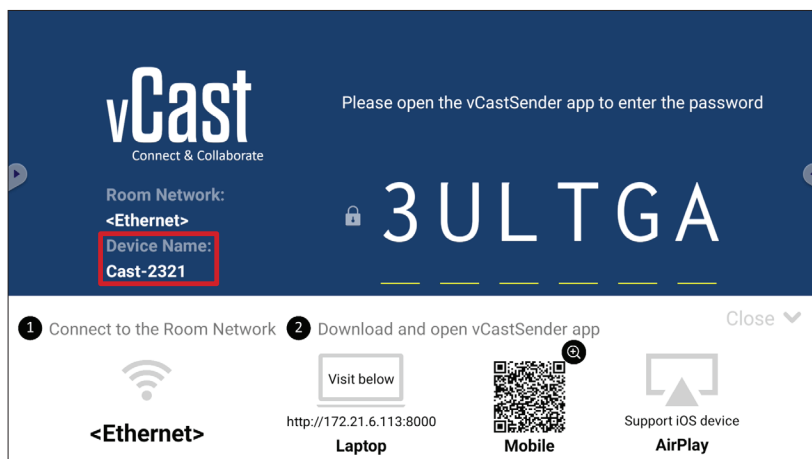 vCast
Connect & Collaborate
Please open the vCastSender app to enter the password
Room Network:
<Ethernet>
Device Name:
Cast-2321
3ULTGA
Close
1 Connect to the Room Network
2 Download and open vCastSender app
<Ethernet>
Visit below
http://172.21.6.113:8000
Laptop
Mobile
Support iOS device
AirPlay